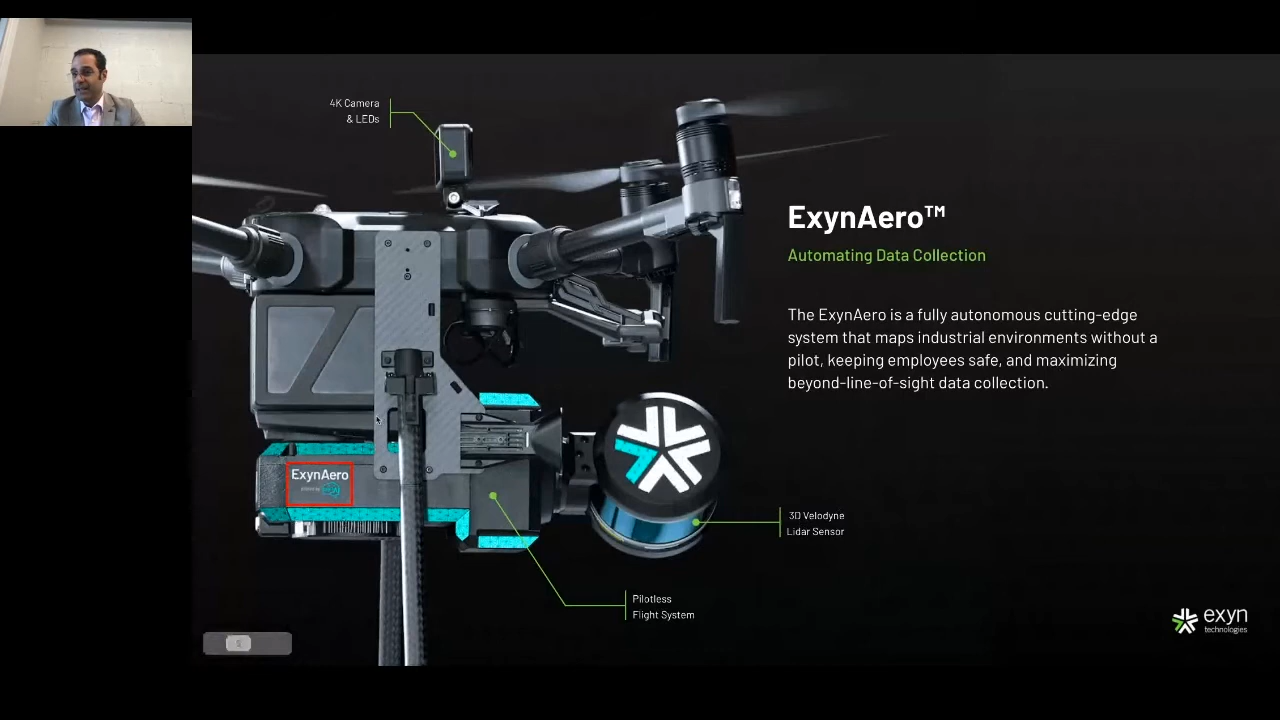 4K Camera
& LEDs
ExynAero™
Automating Data Collection
The ExynAero is a fully autonomous cutting-edge
system that maps industrial environments without a
pilot, keeping employees safe, and maximizing
beyond-line-of-sight data collection.
ExynAero
3D Velodyne
Lidar Sensor
Pilotless
Flight System
exyn
technologies